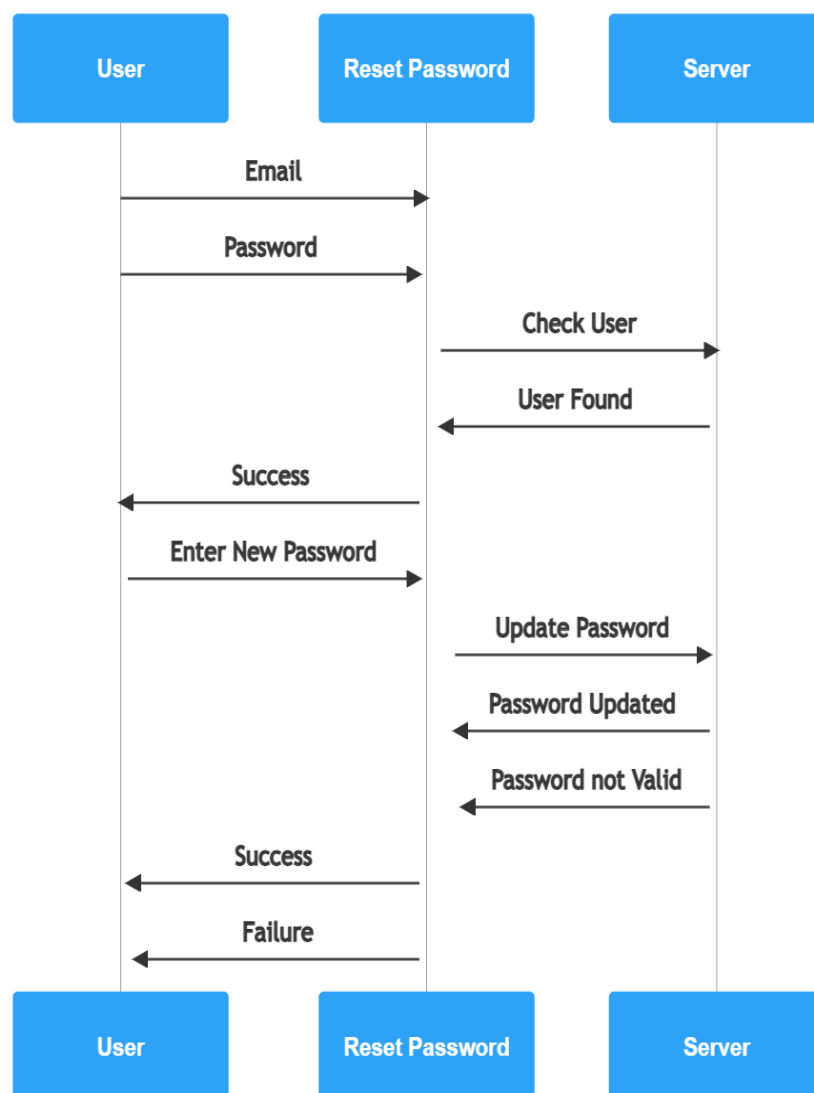 User Reset Password Server
Email
Password
Check User
User Found
Success
Enter New Password
Update Password
Password Updated
Password not Valid
Success
Failure
User Reset Password Server